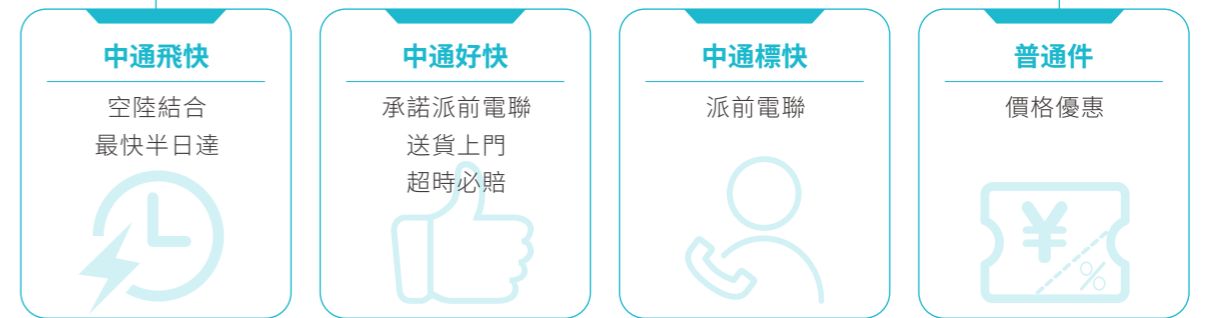 中通飛快
空陸結合
最快半日達
中通好快
承諾派前電聯
送貨上門
超時必賠
中通標快
派前電聯
普通件
價格優惠
¥
%